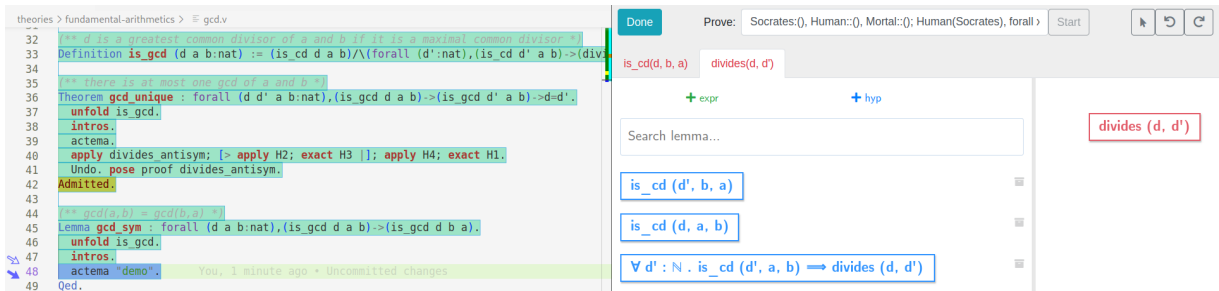 theories > fundamental-arithmetics > gcd.v
32 (** d is a greatest common divisor of a and b if it is a maximal common divisor *)
33 Definition is_gcd (d a b:nat) := (is_cd d a b)/\(forall (d':nat),(is_cd d' a b)->(divi
34
35 (** there is at most one gcd of a and b *)
36 Theorem gcd_unique : forall (d d' a b:nat),(is_gcd d a b)->(is_gcd d' a b)->d=d'.
37 unfold is_gcd.
38 intros.
39 actema.
40 apply divides_antisym; [> apply H2; exact H3 |]; apply H4; exact H1.
41 Undo. pose proof divides_antisym.
42 Admitted.
43
44 (** gcd(a,b) = gcd(b,a) *)
45 Lemma gcd_sym : forall (d a b:nat),(is_gcd d a b)->(is_gcd d b a).
46 unfold is_gcd.
47 intros.
48 actema "demo". You, 1 minute ago • Uncommitted changes
49 Qed.
Done Prove: Socrates:(), Human::(), Mortal::(); Human(Socrates), forall x Start
is_cd(d, b, a) divides(d, d')
+ expr + hyp
Search lemma...
is_cd (d', b, a)
is_cd (d, a, b)
∀ d' : ℕ . is_cd (d', a, b) ⟹ divides (d, d')
divides (d, d')